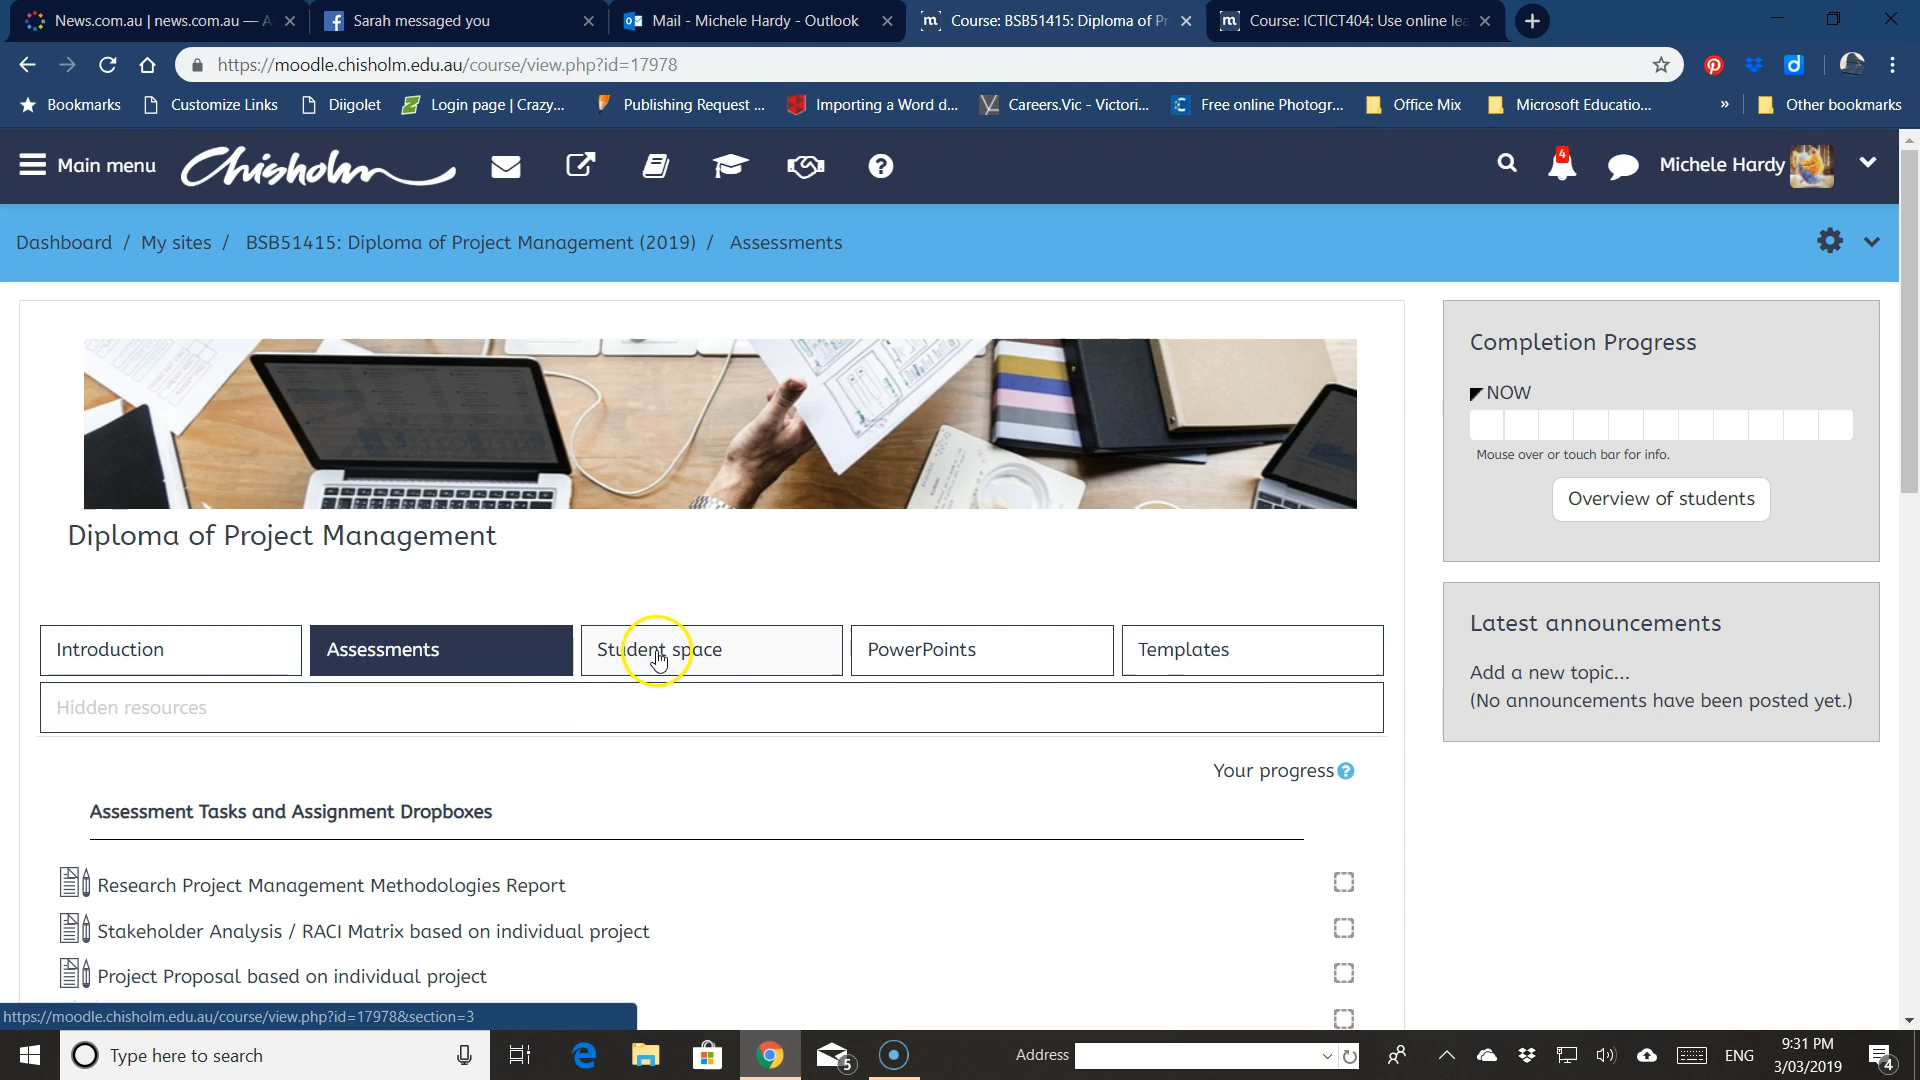 News.com.au | news.com.au — A
Sarah messaged you
Mail - Michele Hardy - Outlook
Course: BSB51415: Diploma of Pr
Course: ICTICT404: Use online lea
https://moodle.chisholm.edu.au/course/view.php?id=17978
Bookmarks
Customize Links
Diigolet
Login page | Crazy...
Publishing Request ...
Importing a Word d...
Careers.Vic - Victori...
Free online Photogr...
Office Mix
Microsoft Educatio...
»
Other bookmarks
Main menu
Chisholm
4
Michele Hardy
Dashboard / My sites / BSB51415: Diploma of Project Management (2019) / Assessments
Completion Progress
NOW
Mouse over or touch bar for info.
Overview of students
Diploma of Project Management
Latest announcements
Add a new topic...
(No announcements have been posted yet.)
Introduction
Assessments
Student space
PowerPoints
Templates
Hidden resources
Your progress
Assessment Tasks and Assignment Dropboxes
Research Project Management Methodologies Report
Stakeholder Analysis / RACI Matrix based on individual project
Project Proposal based on individual project
https://moodle.chisholm.edu.au/course/view.php?id=17978&section=3
Type here to search
5
Address
ENG
9:31 PM
3/03/2019
4